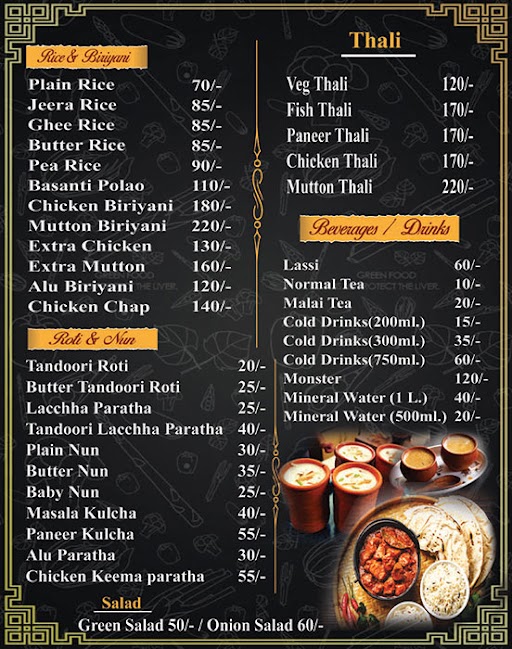 Rice & Biriyani
Plain Rice 70/-
Jeera Rice 85/-
Ghee Rice 85/-
Butter Rice 85/-
Pea Rice 90/-
Basanti Polao 110/-
Chicken Biriyani 180/-
Mutton Biriyani 220/-
Extra Chicken 130/-
Extra Mutton 160/-
Alu Biriyani 120/-
Chicken Chap 140/-
Roti & Nun
Tandoori Roti 20/-
Butter Tandoori Roti 25/-
Lacchha Paratha 25/-
Tandoori Lacchha Paratha 40/-
Plain Nun 30/-
Butter Nun 35/-
Baby Nun 25/-
Masala Kulcha 40/-
Paneer Kulcha 55/-
Alu Paratha 30/-
Chicken Keema paratha 55/-
Salad
Green Salad 50/- / Onion Salad 60/-
Thali
Veg Thali 120/-
Fish Thali 170/-
Paneer Thali 170/-
Chicken Thali 170/-
Mutton Thali 220/-
Beverages / Drinks
Lassi 60/-
Normal Tea 10/-
Malai Tea 20/-
Cold Drinks(200ml.) 15/-
Cold Drinks(300ml.) 35/-
Cold Drinks(750ml.) 60/-
Monster 120/-
Mineral Water (1 L.) 40/-
Mineral Water (500ml.) 20/-
GREEN FOOD
PROTECT THE LIVER.